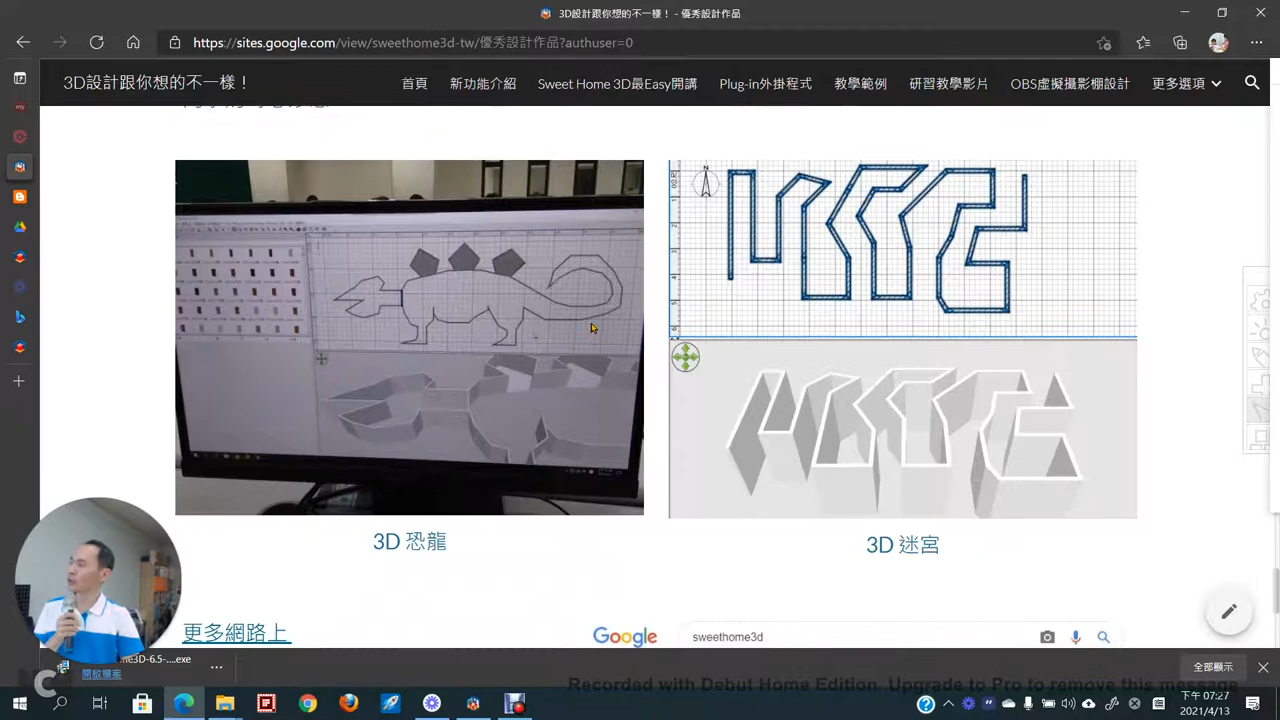 3D設計跟你想的不一樣！ - 優秀設計作品
https://sites.google.com/view/sweethome3d-tw/優秀設計作品?authuser=0
3D設計跟你想的不一樣！
首頁
新功能介紹
Sweet Home 3D最Easy開講
Plug-in外掛程式
教學範例
研習教學影片
OBS虛擬攝影棚設計
更多選項
3D 恐龍
3D 迷宮
更多網路上
Google
sweethome3d
me3D-6.5-....exe
開啟檔案
全部顯示
Recorded with Debut Home Edition. Upgrade to Pro to remove this message
下午 07:27
2021/4/13